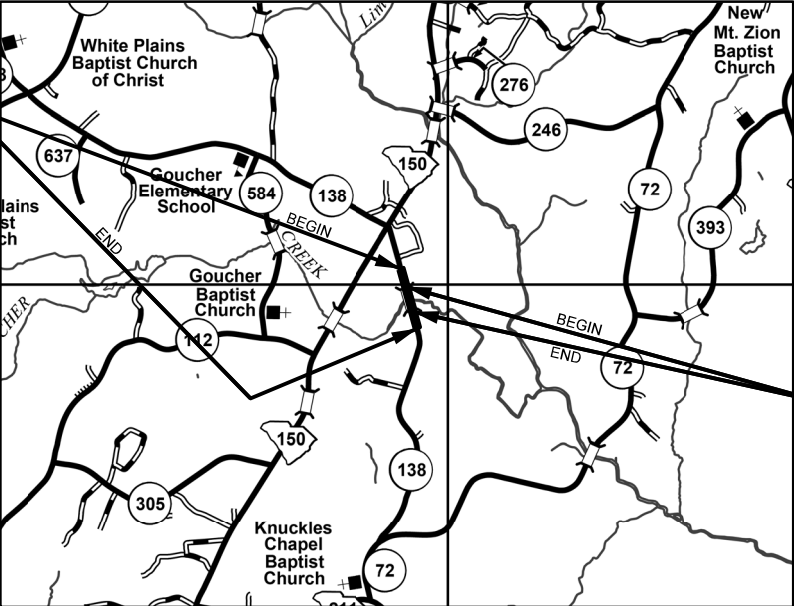 New
Mt. Zion
Baptist
Church
White Plains
Baptist Church
of Christ
276
246
637
150
Goucher
Elementary
School
584
138
72
393
BEGIN
END
CREEK
Goucher
Baptist
Church
112
BEGIN
END
72
150
138
305
Knuckles
Chapel
Baptist
Church
72